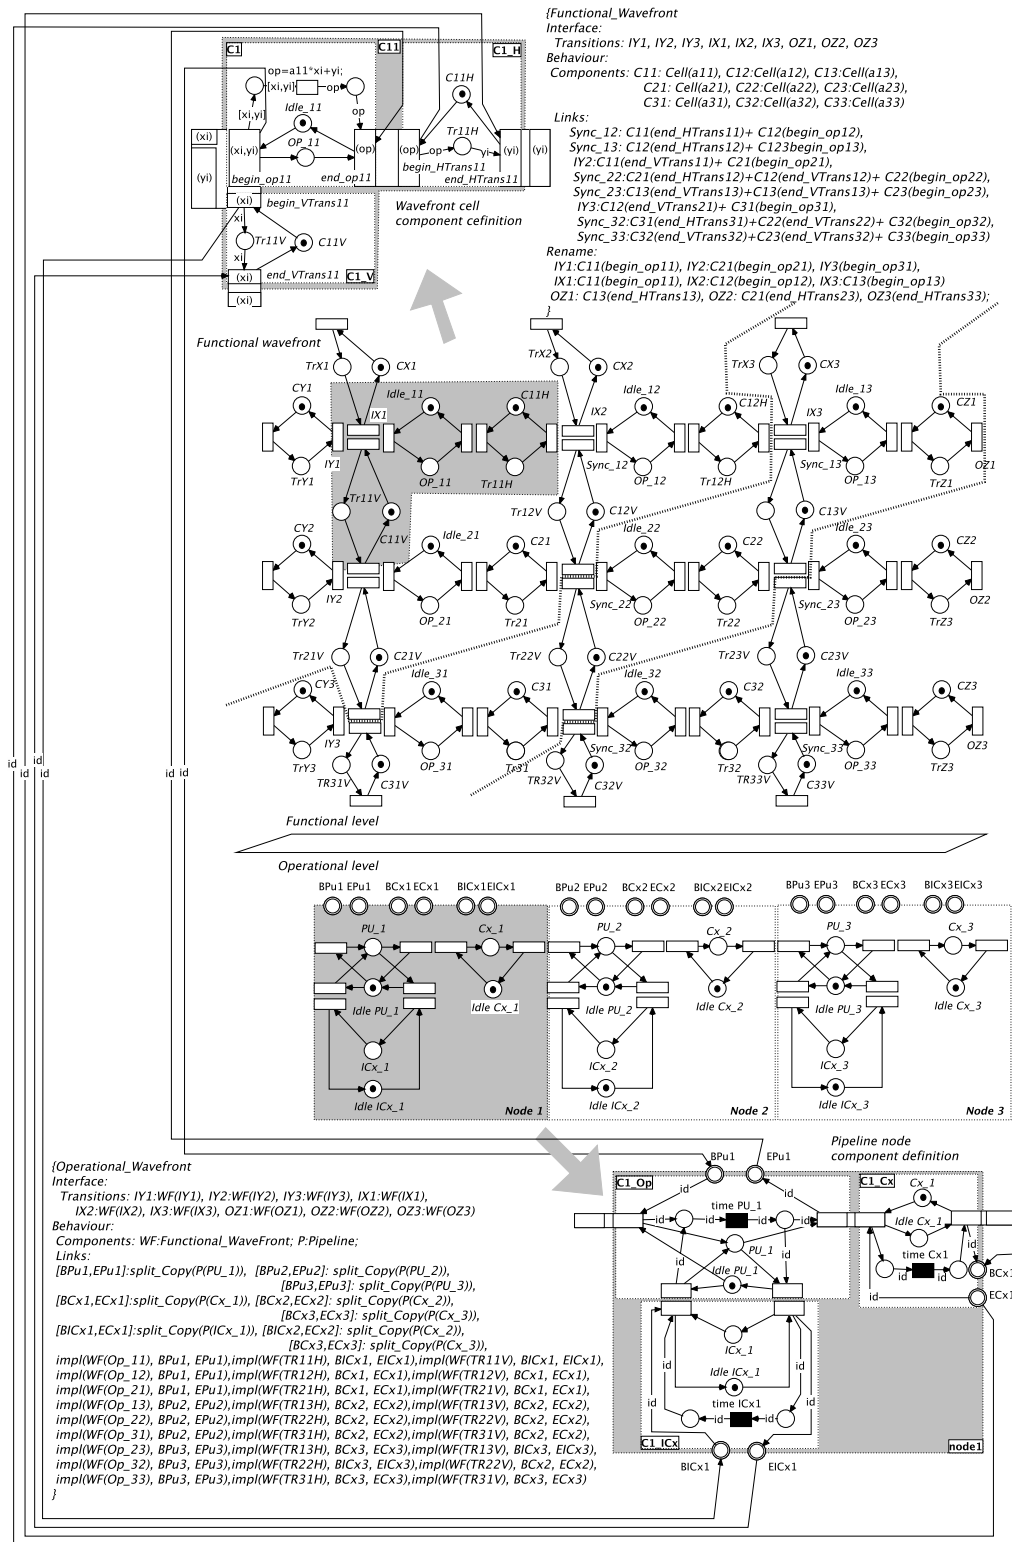 {Functional_Wavefront
Interface:
Transitions: IY1, IY2, IY3, IX1, IX2, IX3, OZ1, OZ2, OZ3
Behaviour:
Components: C11: Cell(a11), C12:Cell(a12), C13:Cell(a13),
C21: Cell(a21), C22:Cell(a22), C23:Cell(a23),
C31: Cell(a31), C32:Cell(a32), C33:Cell(a33)
Links:
Sync_12: C11(end_HTrans11)+ C12(begin_op12),
Sync_13: C12(end_HTrans12)+ C123begin_op13),
IY2:C11(end_VTrans11)+ C21(begin_op21),
Sync_22:C21(end_HTrans12)+C12(end_VTrans12)+ C22(begin_op22),
Sync_23:C13(end_VTrans13)+C13(end_VTrans13)+ C23(begin_op23),
IY3:C12(end_VTrans21)+ C31(begin_op31),
Sync_32:C31(end_HTrans31)+C22(end_VTrans22)+ C32(begin_op32),
Sync_33:C32(end_VTrans32)+C23(end_VTrans32)+ C33(begin_op33)
Rename:
IY1:C11(begin_op11), IY2:C21(begin_op21), IY3(begin_op31),
IX1:C11(begin_op11), IX2:C12(begin_op12), IX3:C13(begin_op13)
OZ1: C13(end_HTrans13), OZ2: C21(end_HTrans23), OZ3(end_HTrans33);
}
C1
C11
C1_H
op=a11*xi+yi;
[xi,yi]
op
C11H
[xi,yi]
Idle_11
op
(xi)
Tr11H
(xi,yi)
OP_11
(op)
(op)
op
yi
(yi)
(yi)
(yi)
begin_HTrans11
begin_op11
end_op11
end_HTrans11
(xi)
begin_VTrans11
Wavefront cell
component cefinition
xi
Tr11V
C11V
xi
(xi)
end_VTrans11
C1_V
(xi)
Functional wavefront
TrX1
CX1
TrX2
CX2
TrX3
CX3
CY1
Idle_11
C11H
Idle_12
C12H
Idle_13
CZ1
IX1
IX2
IX3
IY1
Sync_12
Sync_13
OZ1
TrY1
OP_11
Tr11H
OP_12
Tr12H
OP_13
TrZ1
Tr11V
C11V
Tr12V
C12V
C13V
CY2
Idle_21
C21
Idle_22
C22
Idle_23
CZ2
IY2
Sync_22
Sync_23
OZ2
TrY2
OP_21
Tr21
OP_22
Tr22
OP_23
TrZ3
Tr21V
C21V
Tr22V
C22V
Tr23V
C23V
CY3
Idle_31
C31
Idle_32
C32
Idle_33
CZ3
IY3
Sync_32
Sync_33
OZ3
TrY3
OP_31
Tr31
OP_32
Tr32
OP_33
TrZ3
TR31V
C31V
TR32V
C32V
TR33V
C33V
id
id
id
id
id
id
Functional level
Operational level
BPu1 EPu1 BCx1 ECx1 BICx1EICx1
BPu2 EPu2 BCx2 ECx2 BICx2EICx2
BPu3 EPu3 BCx3 ECx3 BICx3EICx3
PU_1
Cx_1
PU_2
Cx_2
PU_3
Cx_3
Idle PU_1
Idle Cx_1
Idle PU_2
Idle Cx_2
Idle PU_3
Idle Cx_3
ICx_1
ICx_2
ICx_3
Idle ICx_1
Idle ICx_2
Idle ICx_3
Node 1
Node 2
Node 3
{Operational_Wavefront
Interface:
Transitions: IY1:WF(IY1), IY2:WF(IY2), IY3:WF(IY3), IX1:WF(IX1),
IX2:WF(IX2), IX3:WF(IX3), OZ1:WF(OZ1), OZ2:WF(OZ2), OZ3:WF(OZ3)
Behaviour:
Components: WF:Functional_WaveFront; P:Pipeline;
Links:
[BPu1,EPu1]:split_Copy(P(PU_1)), [BPu2,EPu2]: split_Copy(P(PU_2)),
[BPu3,EPu3]: split_Copy(P(PU_3)),
[BCx1,ECx1]:split_Copy(P(Cx_1)), [BCx2,ECx2]: split_Copy(P(Cx_2)),
[BCx3,ECx3]: split_Copy(P(Cx_3)),
[BICx1,ECx1]:split_Copy(P(ICx_1)), [BICx2,ECx2]: split_Copy(P(Cx_2)),
[BCx3,ECx3]: split_Copy(P(Cx_3)),
impl(WF(Op_11), BPu1, EPu1),impl(WF(TR11H), BICx1, EICx1),impl(WF(TR11V), BICx1, EICx1),
impl(WF(Op_12), BPu1, EPu1),impl(WF(TR12H), BCx1, ECx1),impl(WF(TR12V), BCx1, ECx1),
impl(WF(Op_21), BPu1, EPu1),impl(WF(TR21H), BCx1, ECx1),impl(WF(TR21V), BCx1, ECx1),
impl(WF(Op_13), BPu2, EPu2),impl(WF(TR13H), BCx2, ECx2),impl(WF(TR13V), BCx2, ECx2),
impl(WF(Op_22), BPu2, EPu2),impl(WF(TR22H), BCx2, ECx2),impl(WF(TR22V), BCx2, ECx2),
impl(WF(Op_31), BPu2, EPu2),impl(WF(TR31H), BCx2, ECx2),impl(WF(TR31V), BCx2, ECx2),
impl(WF(Op_23), BPu3, EPu3),impl(WF(TR13H), BCx3, ECx3),impl(WF(TR13V), BICx3, EICx3),
impl(WF(Op_32), BPu3, EPu3),impl(WF(TR22H), BICx3, EICx3),impl(WF(TR22V), BCx2, ECx2),
impl(WF(Op_33), BPu3, EPu3),impl(WF(TR31H), BCx3, ECx3),impl(WF(TR31V), BCx3, ECx3)
}
Pipeline node
component definition
BPu1
EPu1
C1_Op
C1_Cx
id
id
Cx_1
time PU_1
id
id
id
id
PU_1
Idle Cx_1
id
time Cx1
Idle PU_1
id
id
id
BCx1
id
ECx1
ICx_1
id
id
id
id
Idle ICx_1
time ICx1
id
id
C1_ICx
node1
BICx1
EICx1